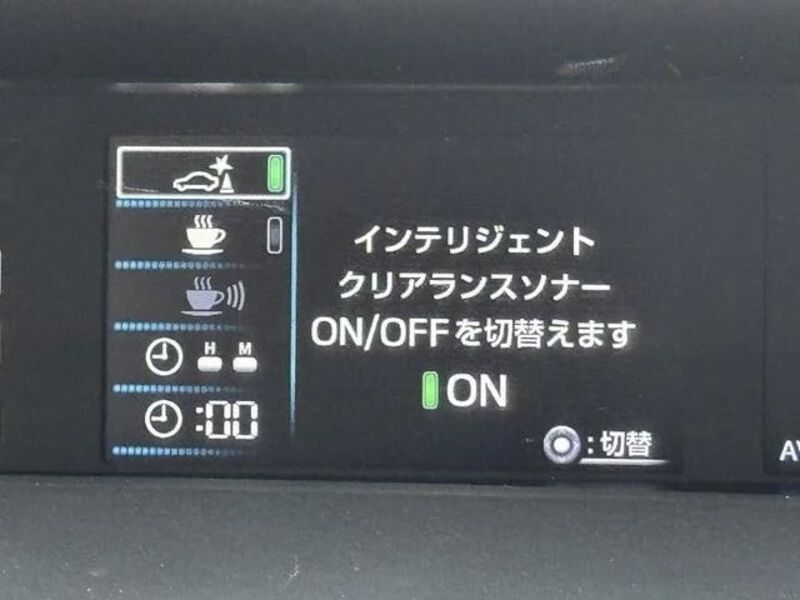 インテリジェント
クリアランスソナー
ON/OFFを切替えます
ON
:切替
H M
:00
AV